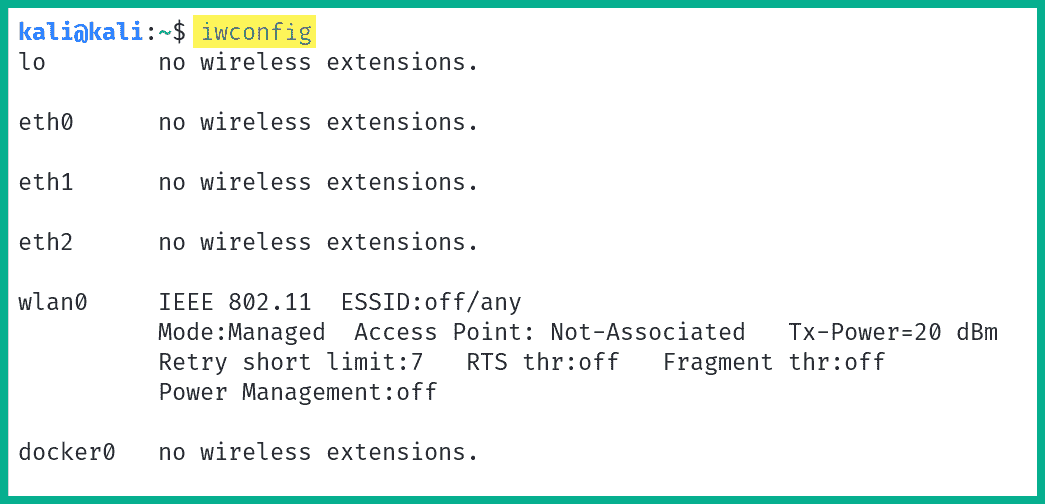 kali@kali:~$ iwconfig
lo        no wireless extensions.
eth0      no wireless extensions.
eth1      no wireless extensions.
eth2      no wireless extensions.
wlan0     IEEE 802.11  ESSID:off/any
          Mode:Managed  Access Point: Not-Associated   Tx-Power=20 dBm
          Retry short limit:7   RTS thr:off   Fragment thr:off
          Power Management:off
docker0   no wireless extensions.